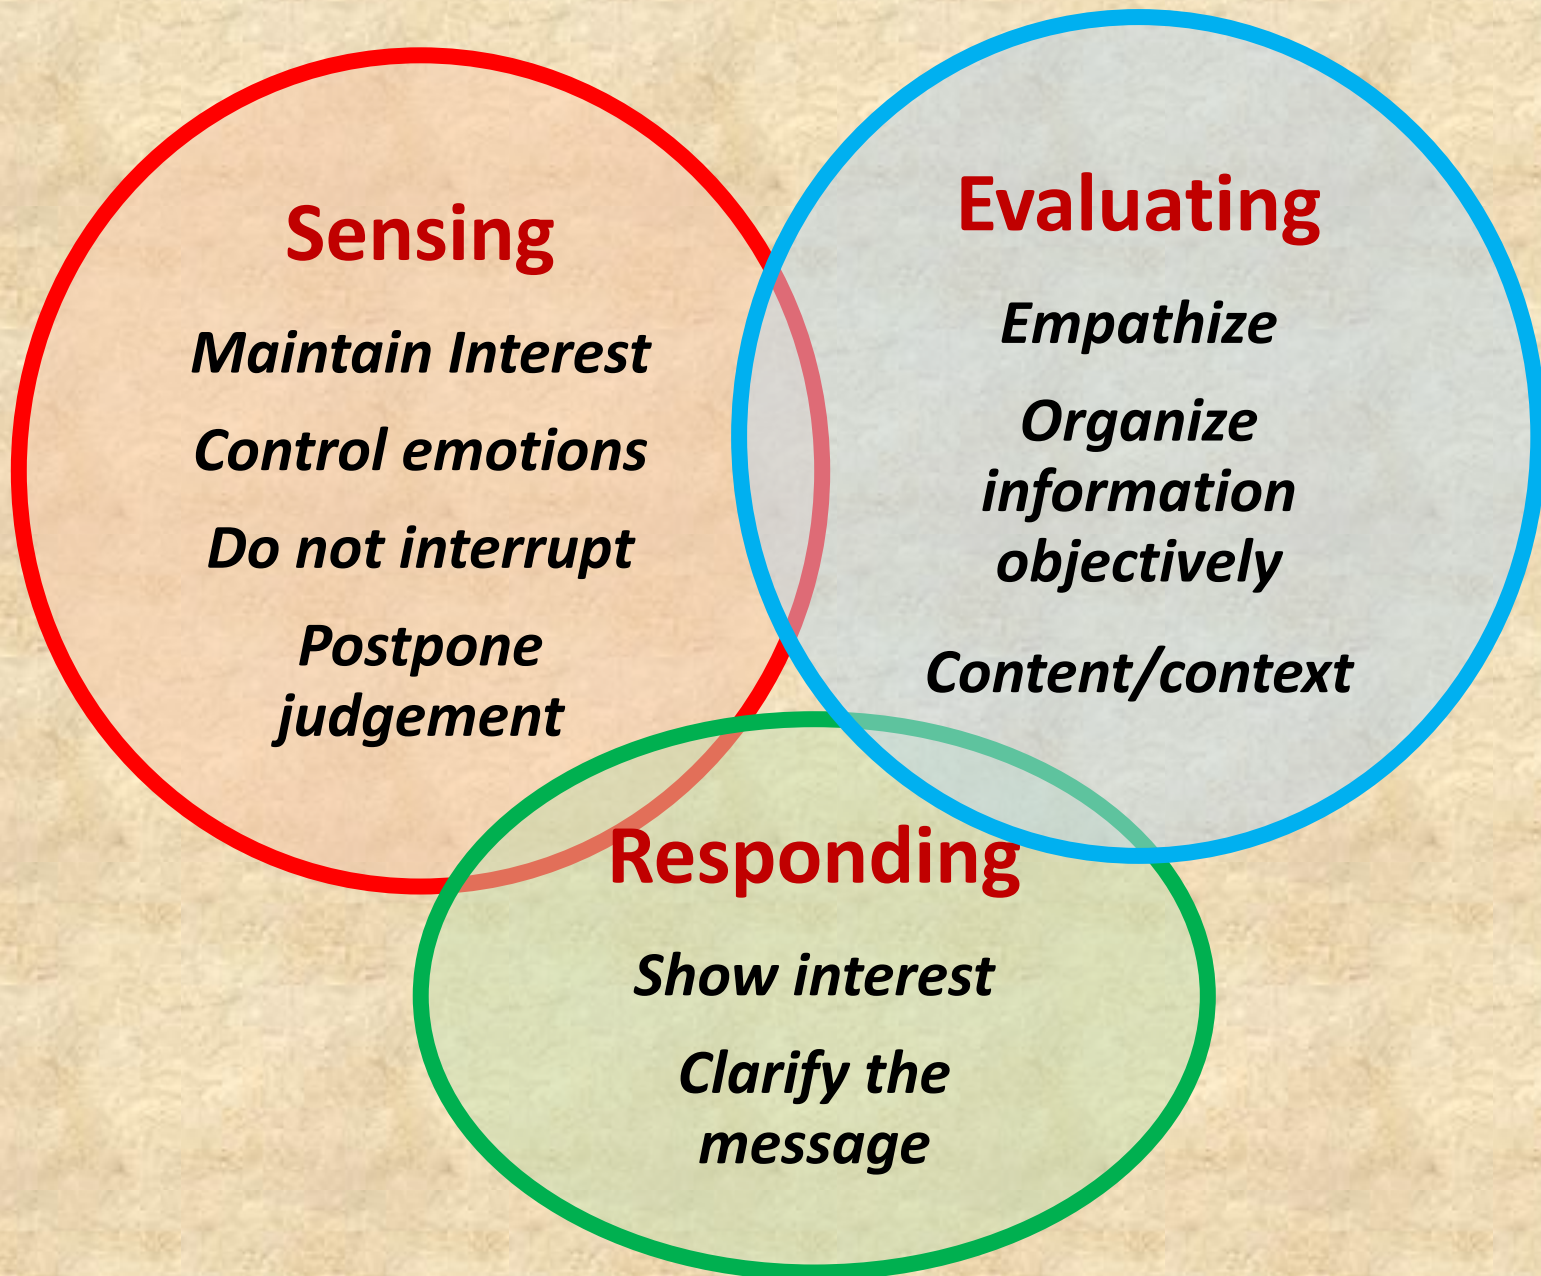 Sensing
Maintain Interest
Control emotions
Do not interrupt
Postpone
judgement
Evaluating
Empathize
Organize
information
objectively
Content/context
Responding
Show interest
Clarify the
message